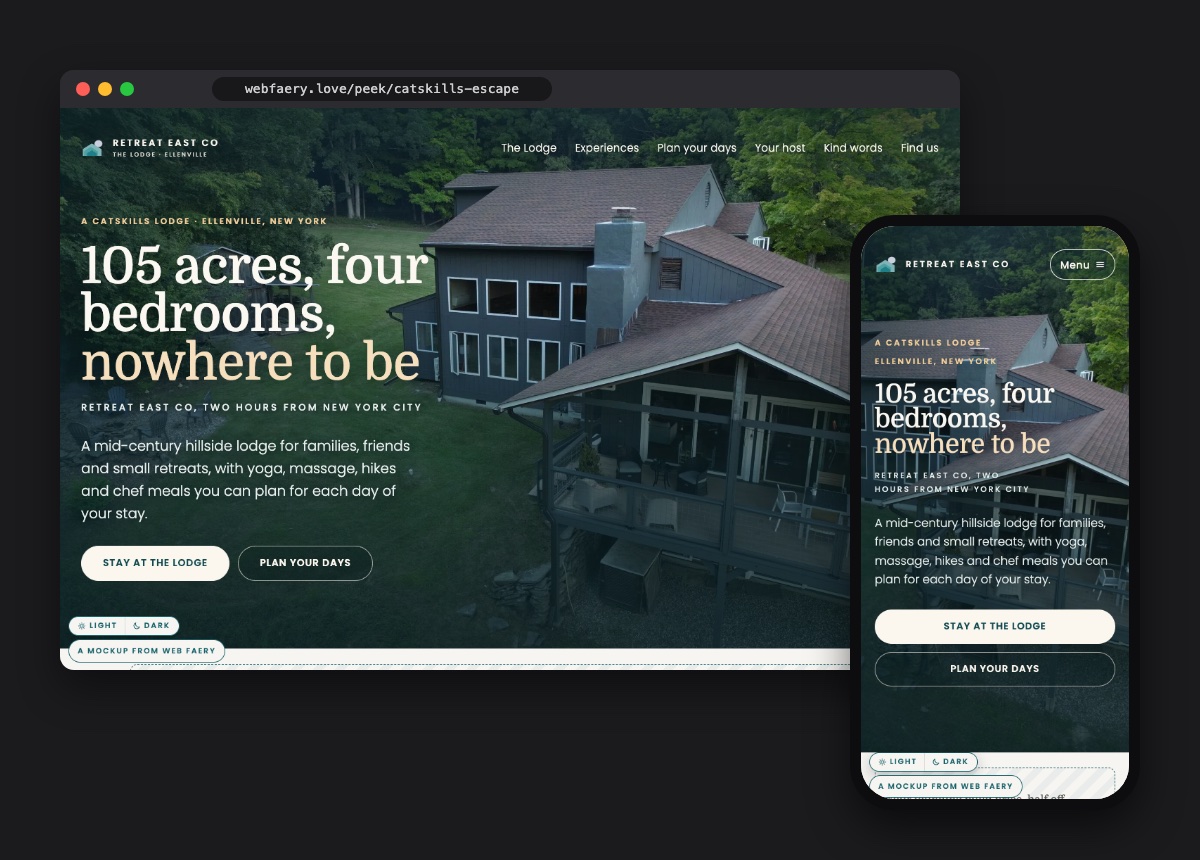 webfaery.love/peek/catskills-escape
RETREAT EAST CO
THE LODGE · ELLENVILLE
The Lodge Experiences Plan your days Your host Kind words Find us
A CATSKILLS LODGE · ELLENVILLE, NEW YORK
105 acres, four
bedrooms,
nowhere to be
RETREAT EAST CO, TWO HOURS FROM NEW YORK CITY
A mid-century hillside lodge for families, friends
and small retreats, with yoga, massage, hikes
and chef meals you can plan for each day of
your stay.
STAY AT THE LODGE PLAN YOUR DAYS
LIGHT DARK
A MOCKUP FROM WEB FAERY
RETREAT EAST CO Menu
A CATSKILLS LODGE
ELLENVILLE, NEW YORK
105 acres, four
bedrooms,
nowhere to be
RETREAT EAST CO, TWO
HOURS FROM NEW YORK CITY
A mid-century hillside lodge for families,
friends and small retreats, with yoga,
massage, hikes and chef meals you can
plan for each day of your stay.
STAY AT THE LODGE
PLAN YOUR DAYS
LIGHT DARK
A MOCKUP FROM WEB FAERY